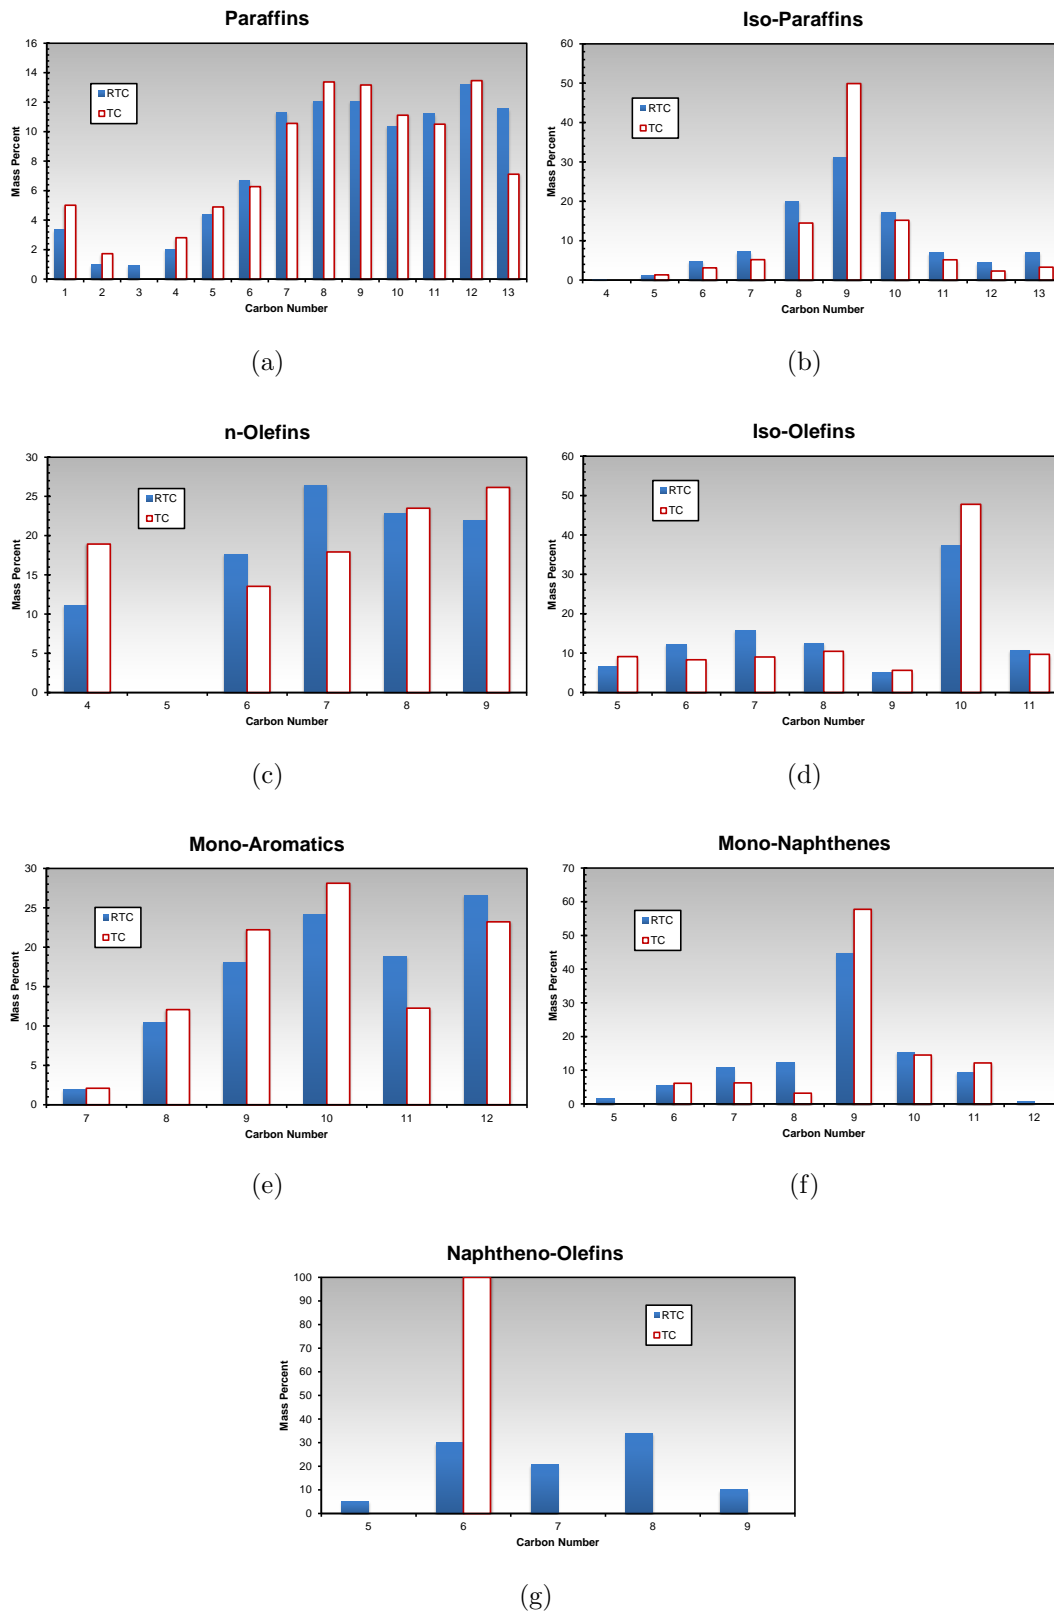 Paraffins
16
14
12
10
8
6
4
2
0
Mass Percent
RTC
TC
1 2 3 4 5 6 7 8 9 10 11 12 13
Carbon Number
(a)
Iso-Paraffins
60
50
40
30
20
10
0
Mass Percent
RTC
TC
4 5 6 7 8 9 10 11 12 13
Carbon Number
(b)
n-Olefins
30
25
20
15
10
5
0
Mass Percent
RTC
TC
4 5 6 7 8 9
Carbon Number
(c)
Iso-Olefins
60
50
40
30
20
10
0
Mass Percent
RTC
TC
5 6 7 8 9 10 11
Carbon Number
(d)
Mono-Aromatics
30
25
20
15
10
5
0
Mass Percent
RTC
TC
7 8 9 10 11 12
Carbon Number
(e)
Mono-Naphthenes
70
60
50
40
30
20
10
0
Mass Percent
RTC
TC
5 6 7 8 9 10 11 12
Carbon Number
(f)
Naphtheno-Olefins
100
90
80
70
60
50
40
30
20
10
0
Mass Percent
RTC
TC
5 6 7 8 9
Carbon Number
(g)